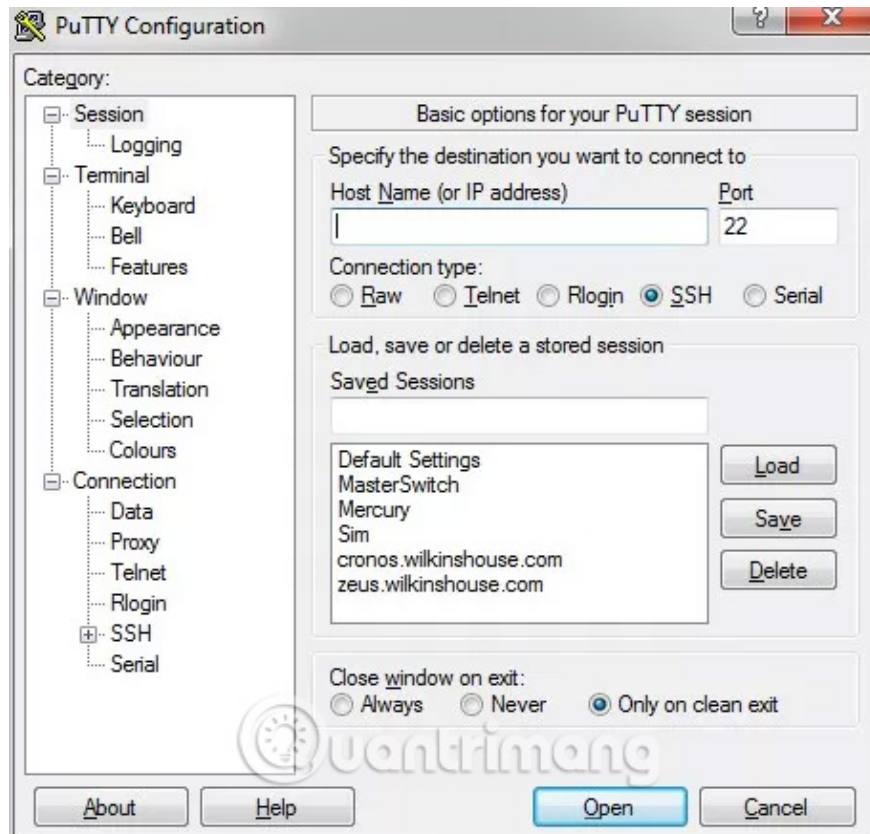 PuTTY Configuration
Category:
Session
Logging
Terminal
Keyboard
Bell
Features
Window
Appearance
Behaviour
Translation
Selection
Colours
Connection
Data
Proxy
Telnet
Rlogin
SSH
Serial
Basic options for your PuTTY session
Specify the destination you want to connect to
Host Name (or IP address) Port
22
Connection type:
Raw Telnet Rlogin SSH Serial
Load, save or delete a stored session
Saved Sessions
Default Settings
MasterSwitch
Mercury
Sim
cronos.wilkinshouse.com
zeus.wilkinshouse.com
Load
Save
Delete
Close window on exit:
Always Never Only on clean exit
Quantrimang
About Help Open Cancel